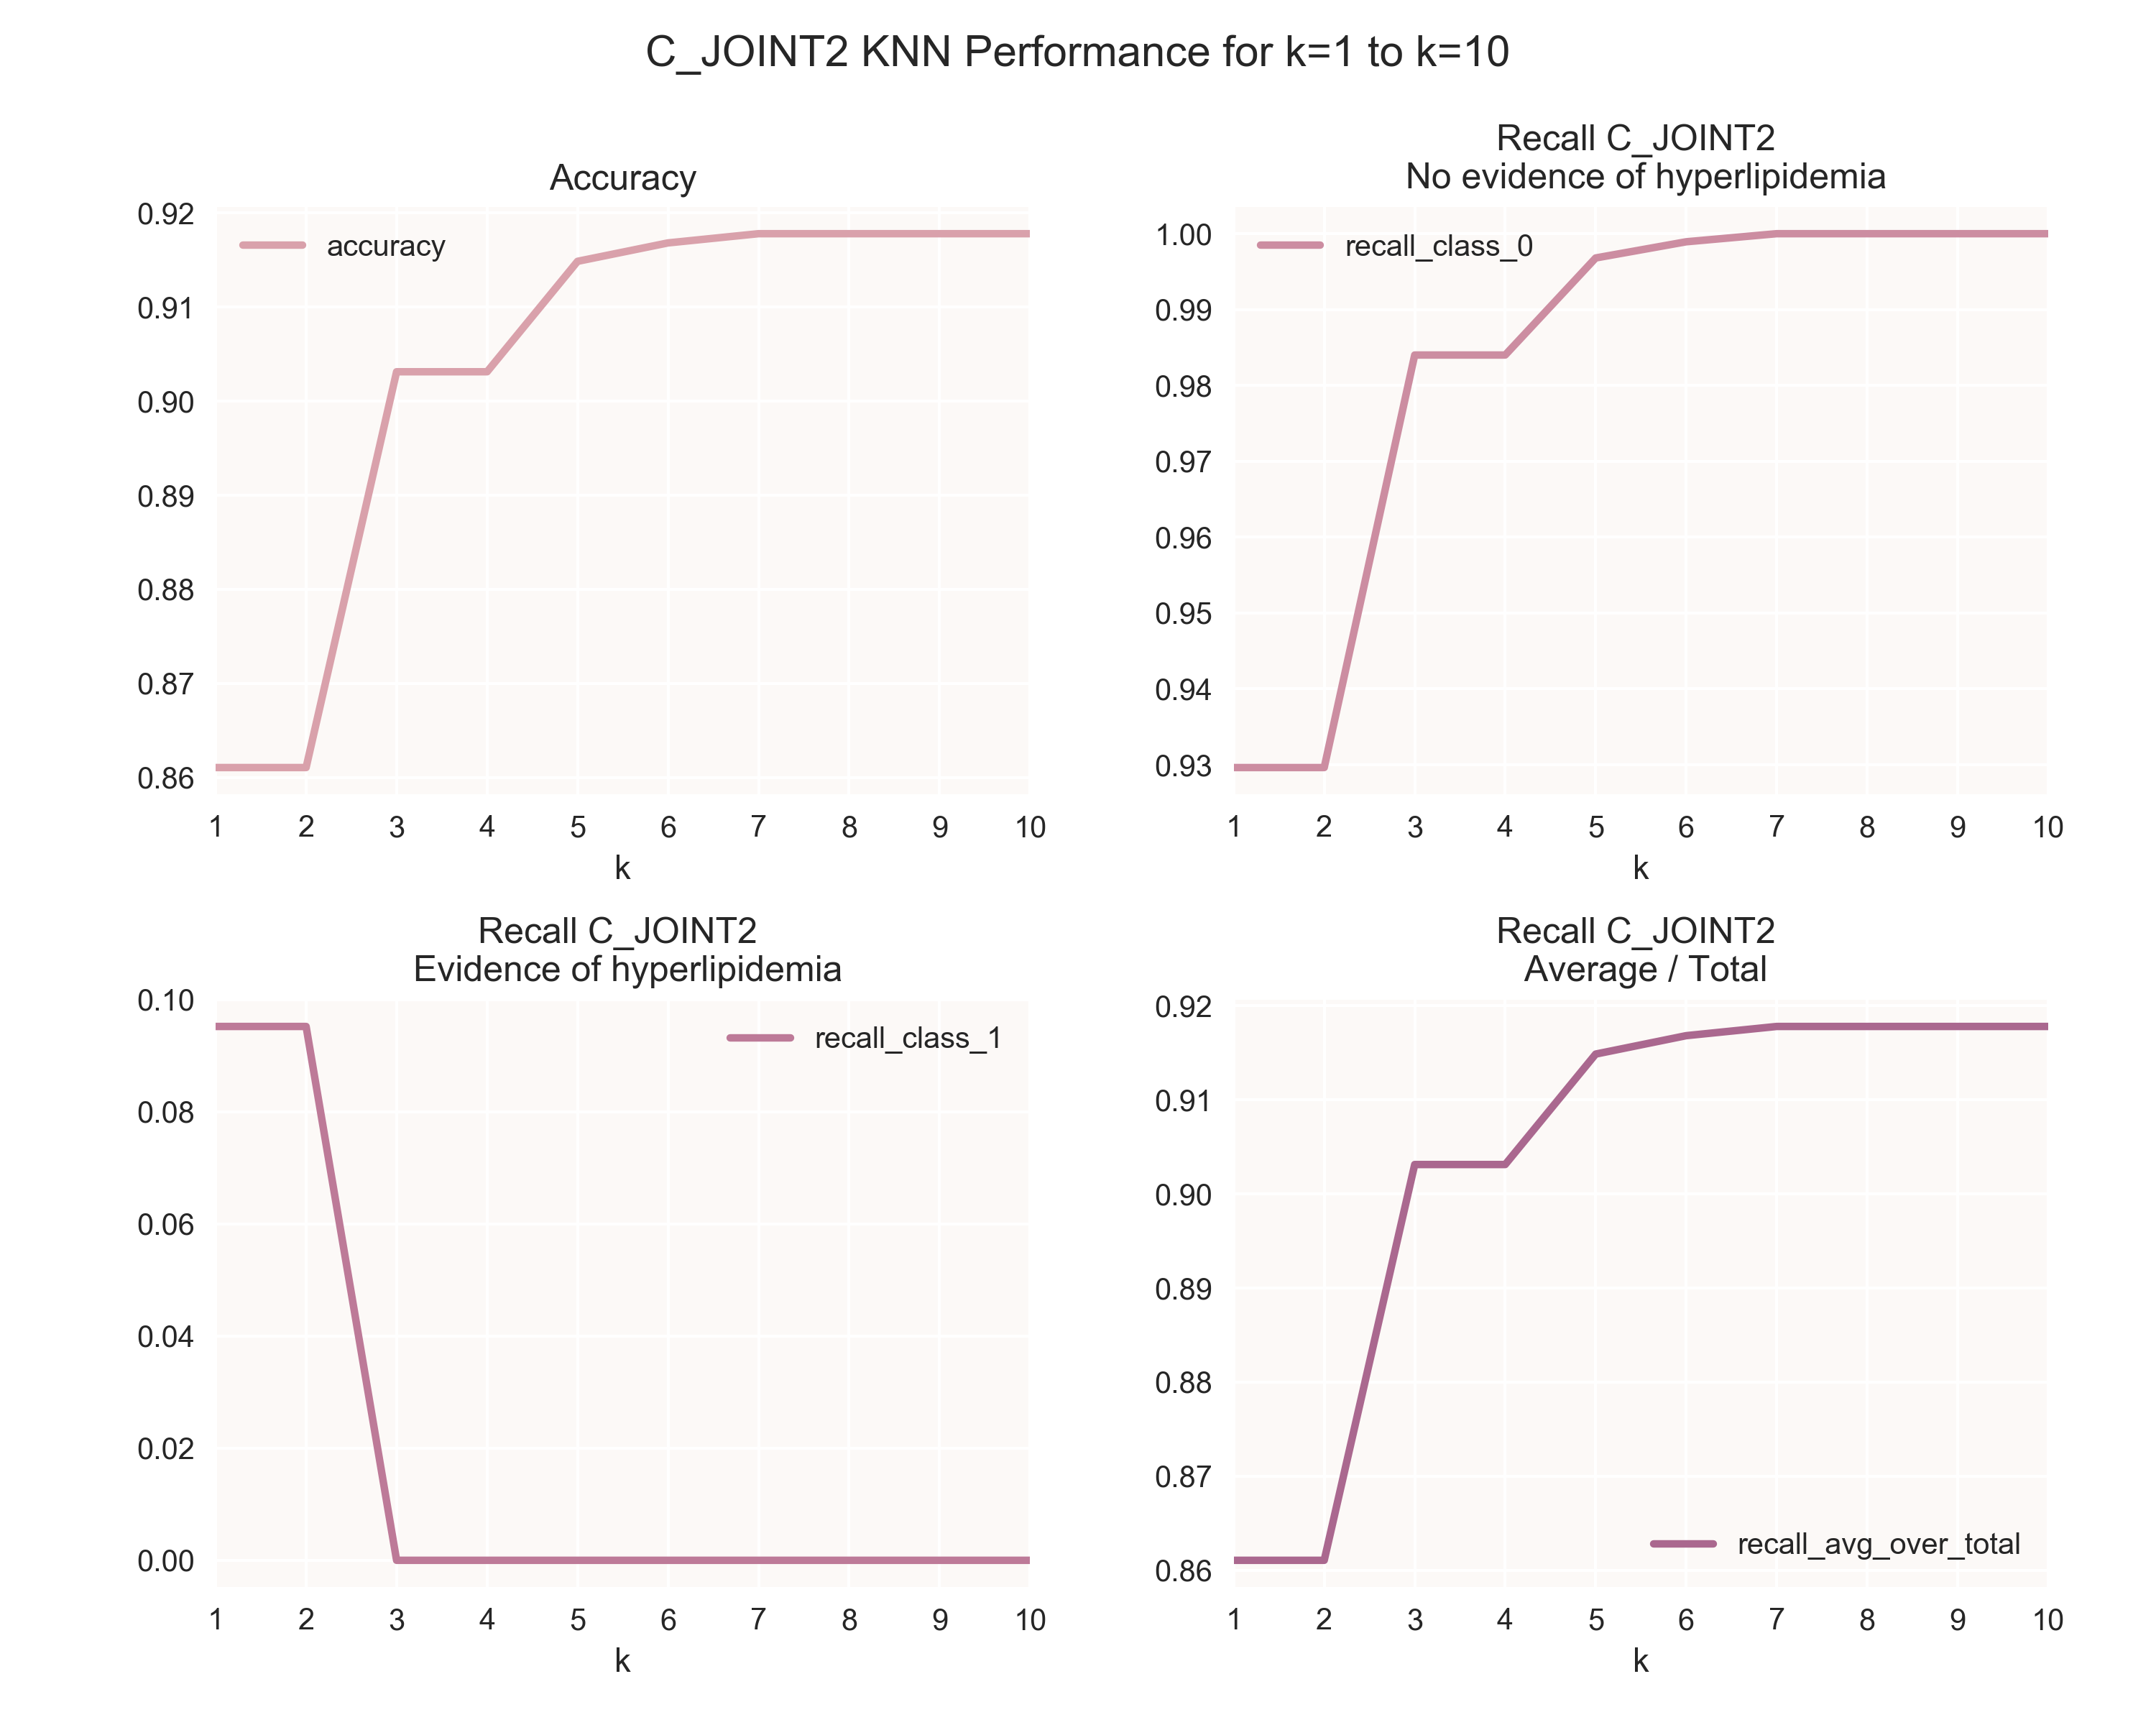 C_JOINT2 KNN Performance for k=1 to k=10
Accuracy
0.92
0.91
0.90
0.89
0.88
0.87
0.86
accuracy
1 2 3 4 5 6 7 8 9 10
k
Recall C_JOINT2
No evidence of hyperlipidemia
1.00
0.99
0.98
0.97
0.96
0.95
0.94
0.93
recall_class_0
1 2 3 4 5 6 7 8 9 10
k
Recall C_JOINT2
Evidence of hyperlipidemia
0.10
0.08
0.06
0.04
0.02
0.00
recall_class_1
1 2 3 4 5 6 7 8 9 10
k
Recall C_JOINT2
Average / Total
0.92
0.91
0.90
0.89
0.88
0.87
0.86
recall_avg_over_total
1 2 3 4 5 6 7 8 9 10
k